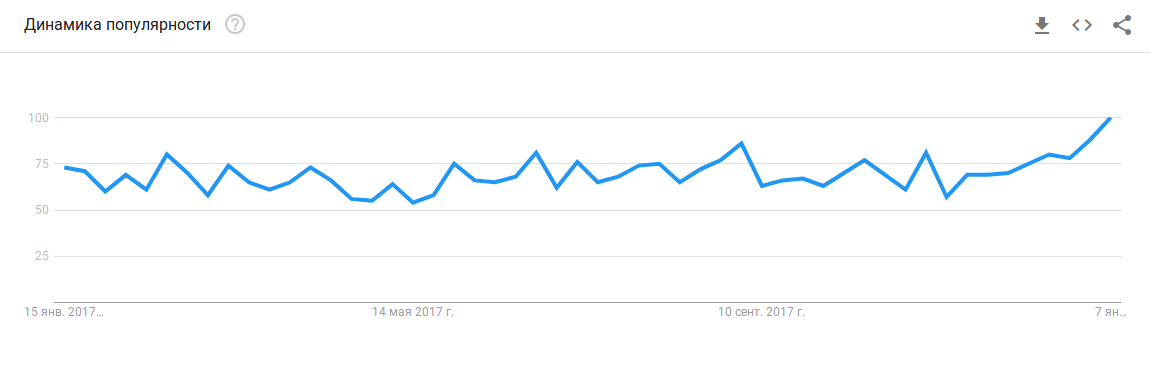 Динамика популярности ?
100
75
50
25
15 янв. 2017…
14 мая 2017 г.
10 сент. 2017 г.
7 ян…